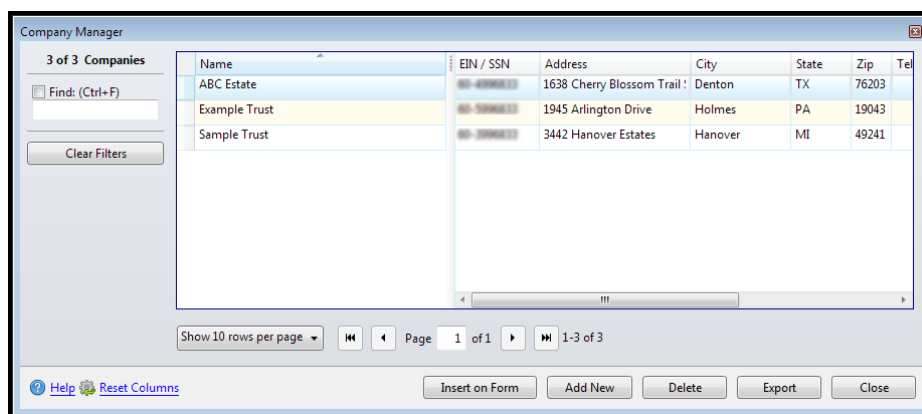 Company Manager
3 of 3 Companies
Find: (Ctrl+F)
Clear Filters
Name EIN / SSN Address City State Zip Tel
ABC Estate 1638 Cherry Blossom Trail Denton TX 76203
Example Trust 1945 Arlington Drive Holmes PA 19043
Sample Trust 3442 Hanover Estates Hanover MI 49241
Show 10 rows per page Page 1 of 1 1-3 of 3
Help Reset Columns Insert on Form Add New Delete Export Close